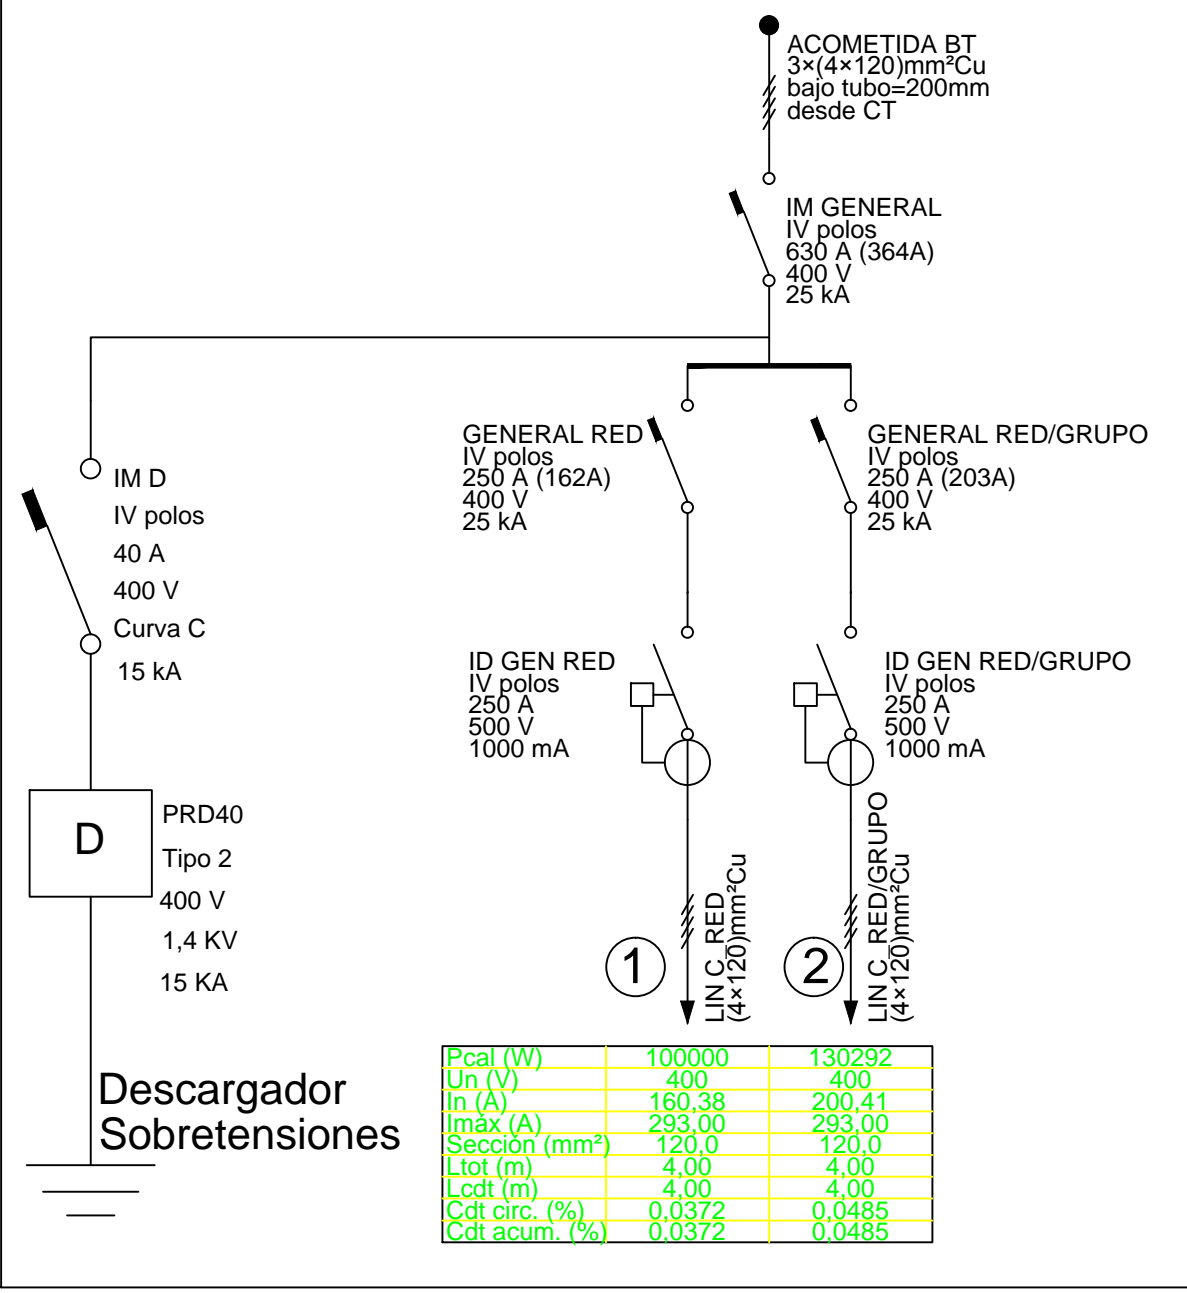 ACOMETIDA BT
3×(4×120)mm²Cu
bajo tubo=200mm
desde CT
IM GENERAL
IV polos
630 A (364A)
400 V
25 kA
GENERAL RED
IV polos
250 A (162A)
400 V
25 kA
GENERAL RED/GRUPO
IV polos
250 A (203A)
400 V
25 kA
IM D
IV polos
40 A
400 V
Curva C
15 kA
ID GEN RED
IV polos
250 A
500 V
1000 mA
ID GEN RED/GRUPO
IV polos
250 A
500 V
1000 mA
D
PRD40
Tipo 2
400 V
1,4 KV
15 KA
1
LIN C_RED
(4×120)mm²Cu
2
LIN C_RED/GRUPO
(4×120)mm²Cu
Descargador
Sobretensiones
Pcal (W) 100000 130292
Un (V) 400 400
In (A) 160,38 200,41
Imáx (A) 293,00 293,00
Sección (mm²) 120,0 120,0
Ltot (m) 4,00 4,00
Lcdt (m) 4,00 4,00
Cdt circ. (%) 0,0372 0,0485
Cdt acum. (%) 0,0372 0,0485